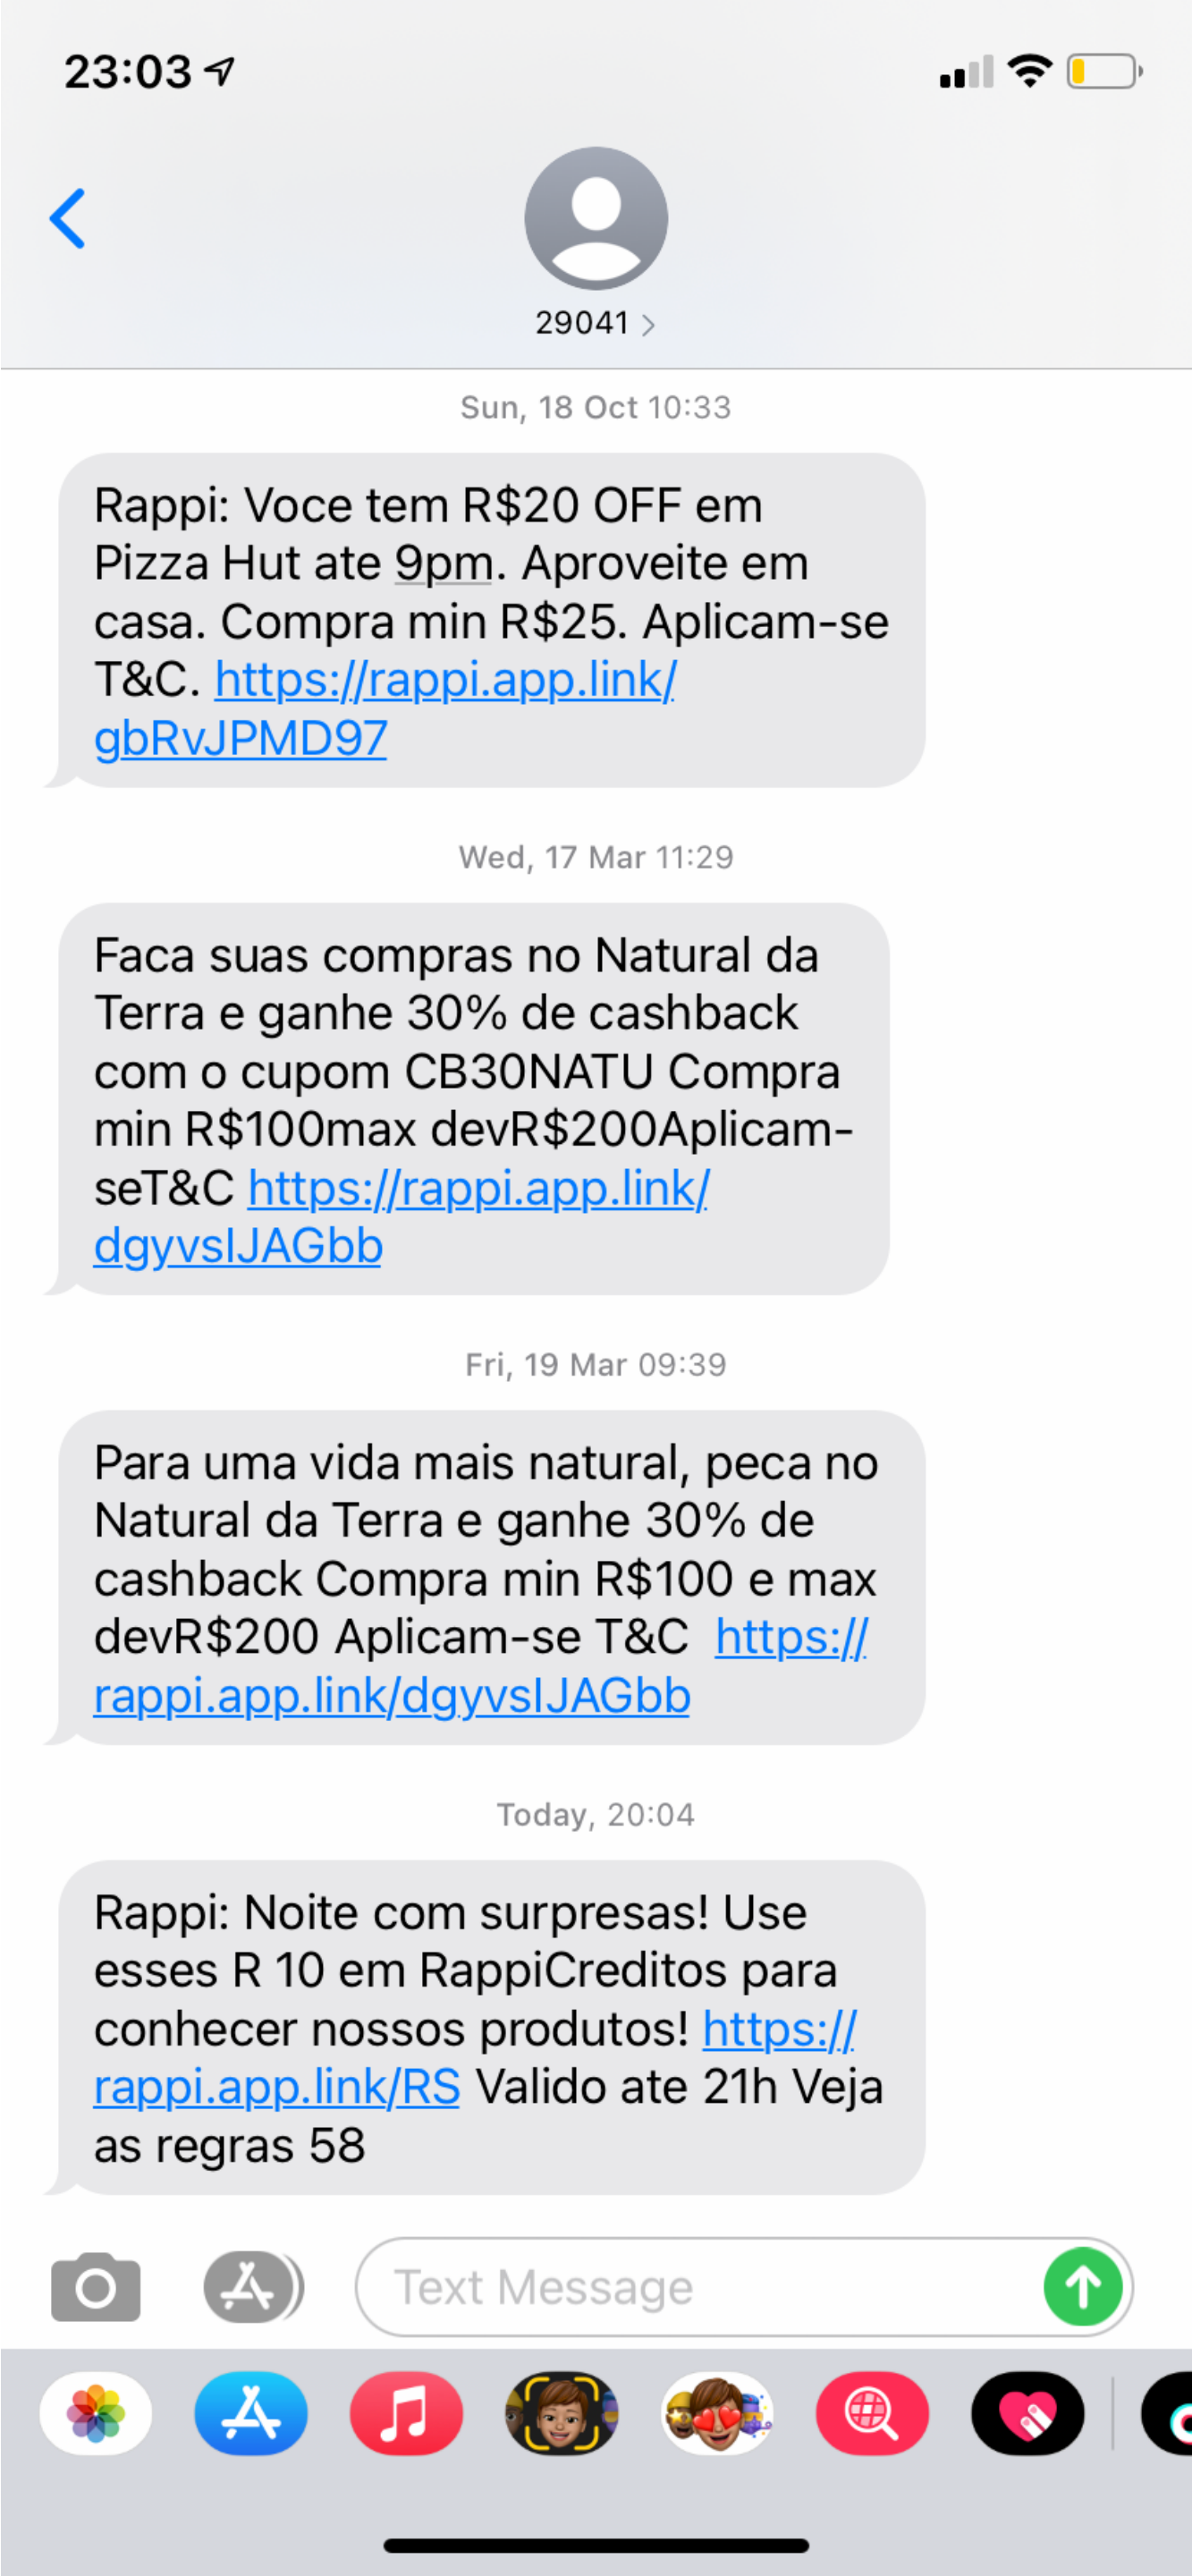 23:03
29041
Sun, 18 Oct 10:33
Rappi: Voce tem R$20 OFF em
Pizza Hut ate 9pm. Aproveite em
casa. Compra min R$25. Aplicam-se
T&C. https://rappi.app.link/
gbRvJPMD97
Wed, 17 Mar 11:29
Faca suas compras no Natural da
Terra e ganhe 30% de cashback
com o cupom CB30NATU Compra
min R$100max devR$200Aplicam-
seT&C https://rappi.app.link/
dgyvsIJAGbb
Fri, 19 Mar 09:39
Para uma vida mais natural, peca no
Natural da Terra e ganhe 30% de
cashback Compra min R$100 e max
devR$200 Aplicam-se T&C  https://
rappi.app.link/dgyvsIJAGbb
Today, 20:04
Rappi: Noite com surpresas! Use
esses R 10 em RappiCreditos para
conhecer nossos produtos! https://
rappi.app.link/RS Valido ate 21h Veja
as regras 58
Text Message